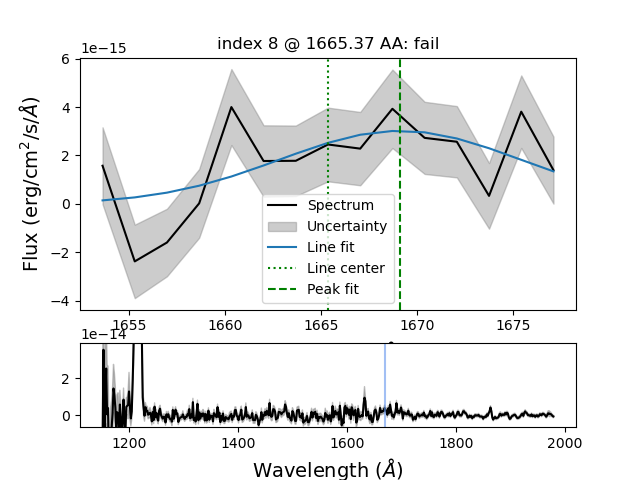 index 8 @ 1665.37 AA: fail
1e−15
Flux (erg/cm²/s/Å)
6
4
2
0
−2
−4
Spectrum
Uncertainty
Line fit
Line center
Peak fit
1655 1660 1665 1670 1675
1e−14
2
0
1200 1400 1600 1800 2000
Wavelength (Å)